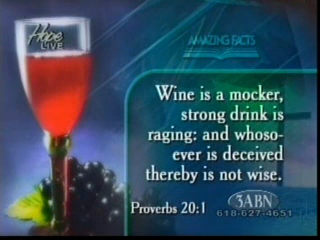 Hope
LIVE
AMAZING FACTS
Wine is a mocker,
strong drink is
raging: and whoso-
ever is deceived
thereby is not wise.
Proverbs 20:1
3ABN
618-627-4651